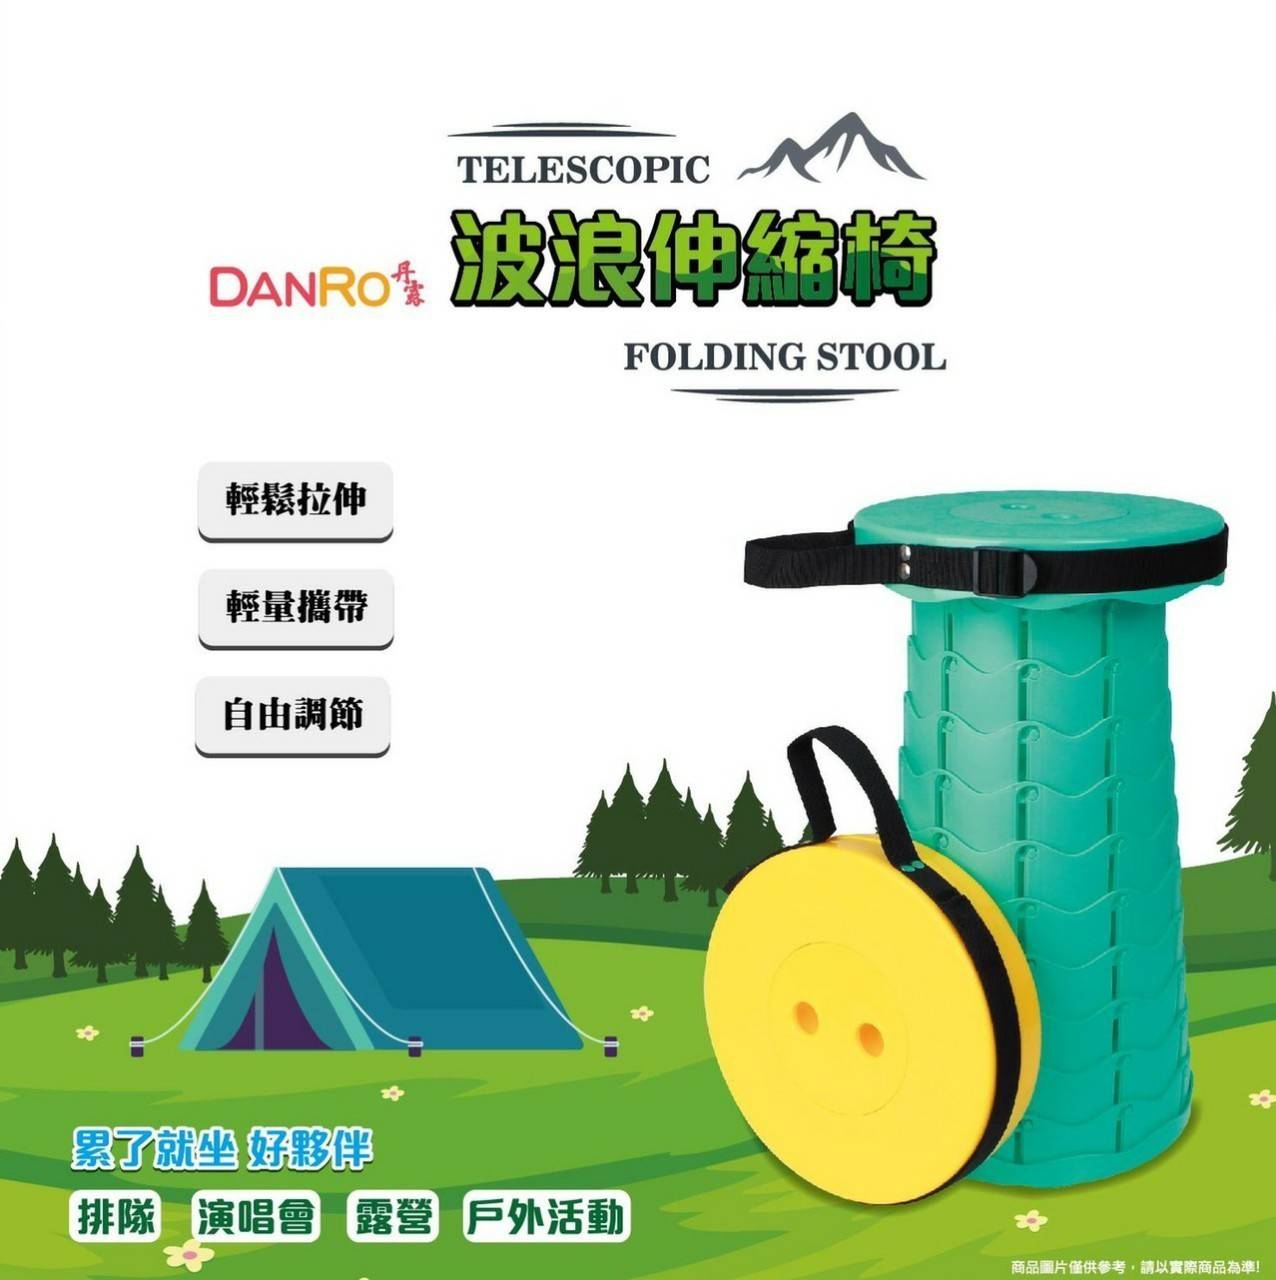 TELESCOPIC
DANRO丹露
波浪伸縮椅
FOLDING STOOL
輕鬆拉伸
輕量攜帶
自由調節
累了就坐 好夥伴
排隊 演唱會 露營 戶外活動
商品圖片僅供參考，請以實際商品為準!